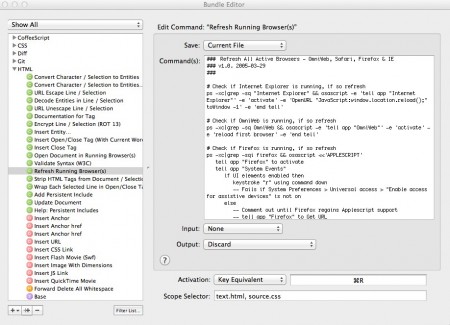 Bundle Editor
Show All
CoffeeScript
CSS
Diff
Git
HTML
Convert Character / Selection to Entities
Convert Character / Selection to Entities
URL Escape Line / Selection
Decode Entities in Line / Selection
URL Unescape Line / Selection
Documentation for Tag
Encrypt Line / Selection (ROT 13)
Insert Entity…
Insert Open/Close Tag (With Current Word
Insert Close Tag
Open Document in Running Browser(s)
Validate Syntax (W3C)
Refresh Running Browser(s)
Strip HTML Tags from Document / Selection
Wrap Each Selected Line in Open/Close Ta
Add Persistent Include
Update Document
Help: Persistent Includes
Insert Anchor
Insert Anchor href
Insert Anchor href
Insert URL
Insert CSS Link
Insert Flash Movie (Swf)
Insert Image With Dimensions
Insert JS Link
Insert QuickTime Movie
Forward Delete All Whitespace
Base
Filter List…
Edit Command: "Refresh Running Browser(s)"
Save: Current File
Command(s):
### Refresh All Active Browsers - OmniWeb, Safari, Firefox & IE
### v1.0. 2005-03-29
###
# Check if Internet Explorer is running, if so refresh
ps -xc|grep -sq "Internet Explorer" && osascript -e 'tell app "Internet
Explorer"' -e 'activate' -e 'OpenURL "JavaScript:window.location.reload();"
toWindow -1' -e 'end tell'
# Check if OmniWeb is running, if so refresh
ps -xc|grep -sq OmniWeb && osascript -e 'tell app "OmniWeb"' -e 'activate' -
e 'reload first browser' -e 'end tell'
# Check if Firefox is running, if so refresh
ps -xc|grep -sqi firefox && osascript <<'APPLESCRIPT'
tell app "Firefox" to activate
tell app "System Events"
if UI elements enabled then
keystroke "r" using command down
-- Fails if System Preferences > Universal access > "Enable access
for assistive devices" is not on
else
-- Comment out until Firefox regains Applescript support
-- tell app "Firefox" to Get URL
Input: None
Output: Discard
?
Activation: Key Equivalent ⌘R
Scope Selector: text.html, source.css